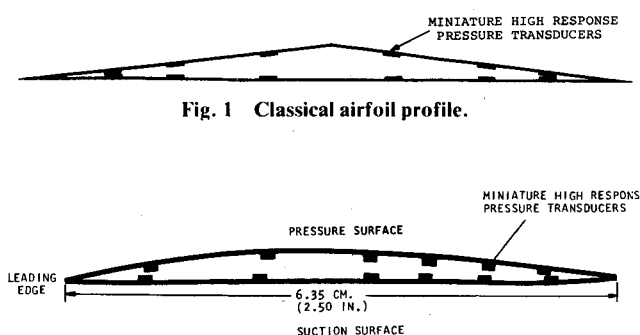 MINIATURE HIGH RESPONSE
PRESSURE TRANSDUCERS
Fig. 1 Classical airfoil profile.
MINIATURE HIGH RESPONS
PRESSURE TRANSDUCERS
PRESSURE SURFACE
LEADING
EDGE
6.35 CM.
(2.50 IN.)
SUCTION SURFACE